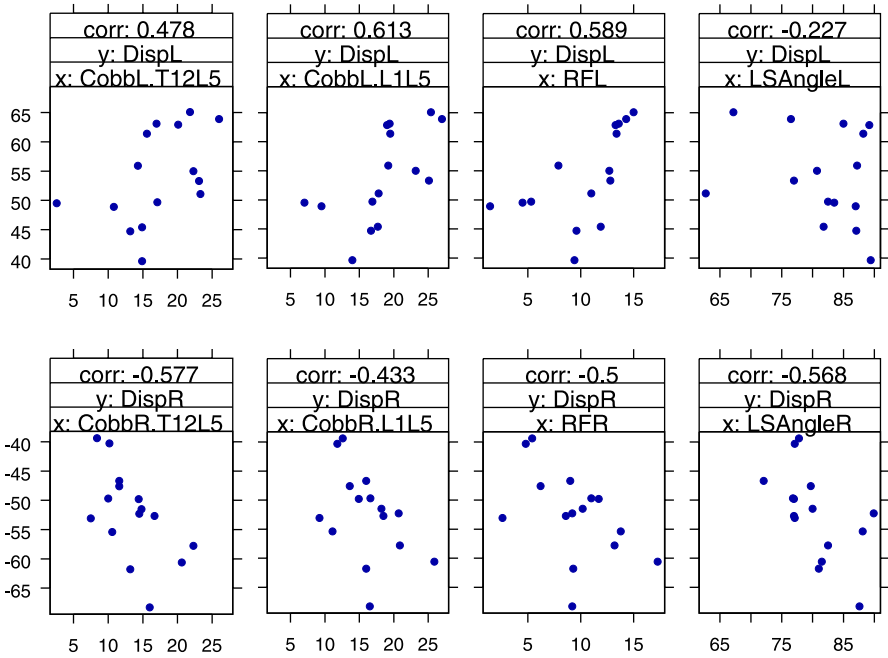 corr: 0.478 corr: 0.613 corr: 0.589 corr: -0.227
y: DispL y: DispL y: DispL y: DispL
x: CobbL.T12L5 x: CobbL.L1L5 x: RFL x: LSAngleL
65
60
55
50
45
40
5 10 15 20 25 5 10 15 20 25 5 10 15 65 75 85
corr: -0.577 corr: -0.433 corr: -0.5 corr: -0.568
y: DispR y: DispR y: DispR y: DispR
x: CobbR.T12L5 x: CobbR.L1L5 x: RFR x: LSAngleR
-40
-45
-50
-55
-60
-65
5 10 15 20 25 5 10 15 20 25 5 10 15 65 75 85